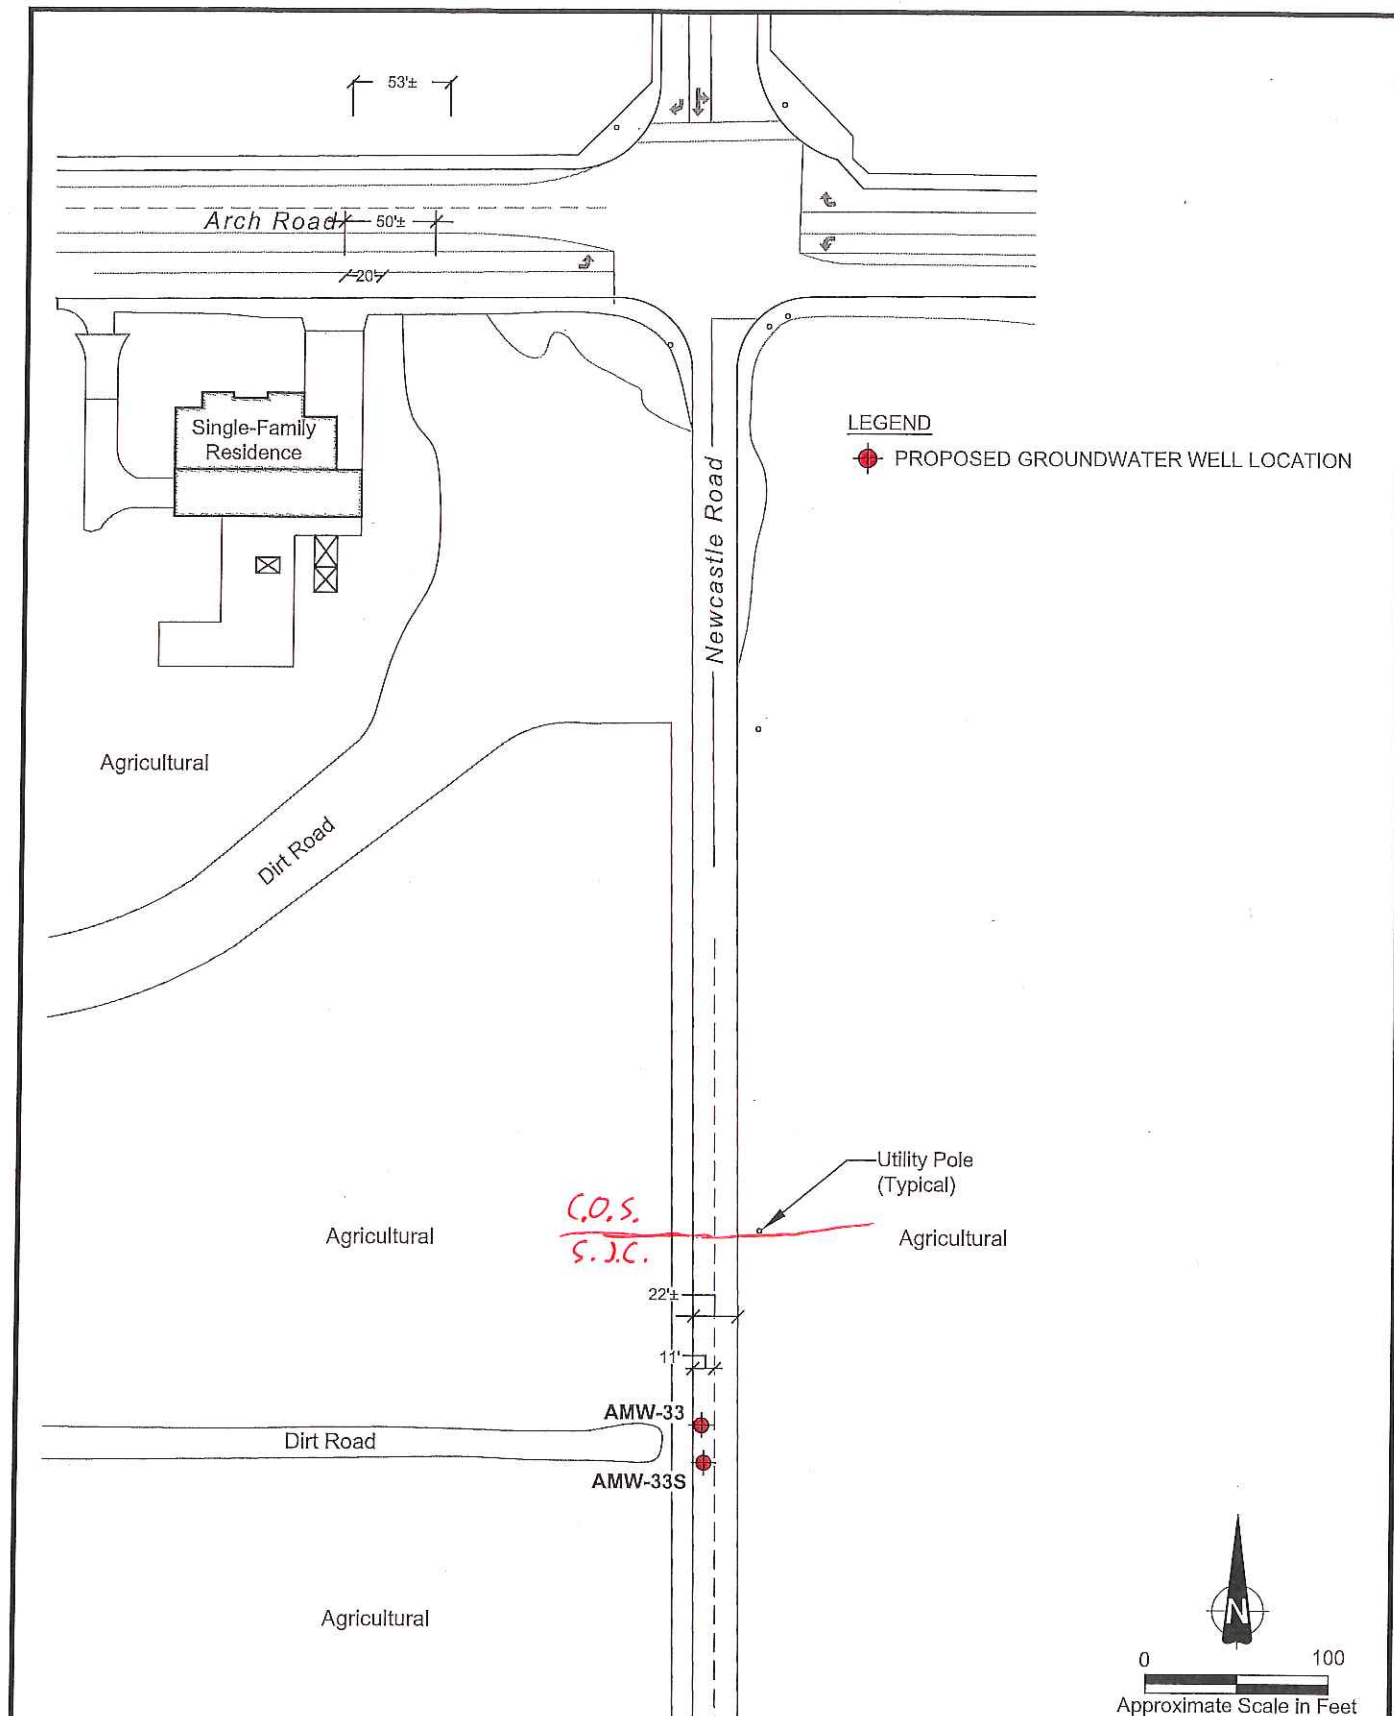 53'±
Arch Road
50'±
20'
Single-Family
Residence
LEGEND
PROPOSED GROUNDWATER WELL LOCATION
Newcastle Road
Agricultural
Dirt Road
Utility Pole
(Typical)
C.O.S.
S.J.C.
Agricultural
Agricultural
22'±
11'
AMW-33
Dirt Road
AMW-33S
Agricultural
N
0 100
Approximate Scale in Feet